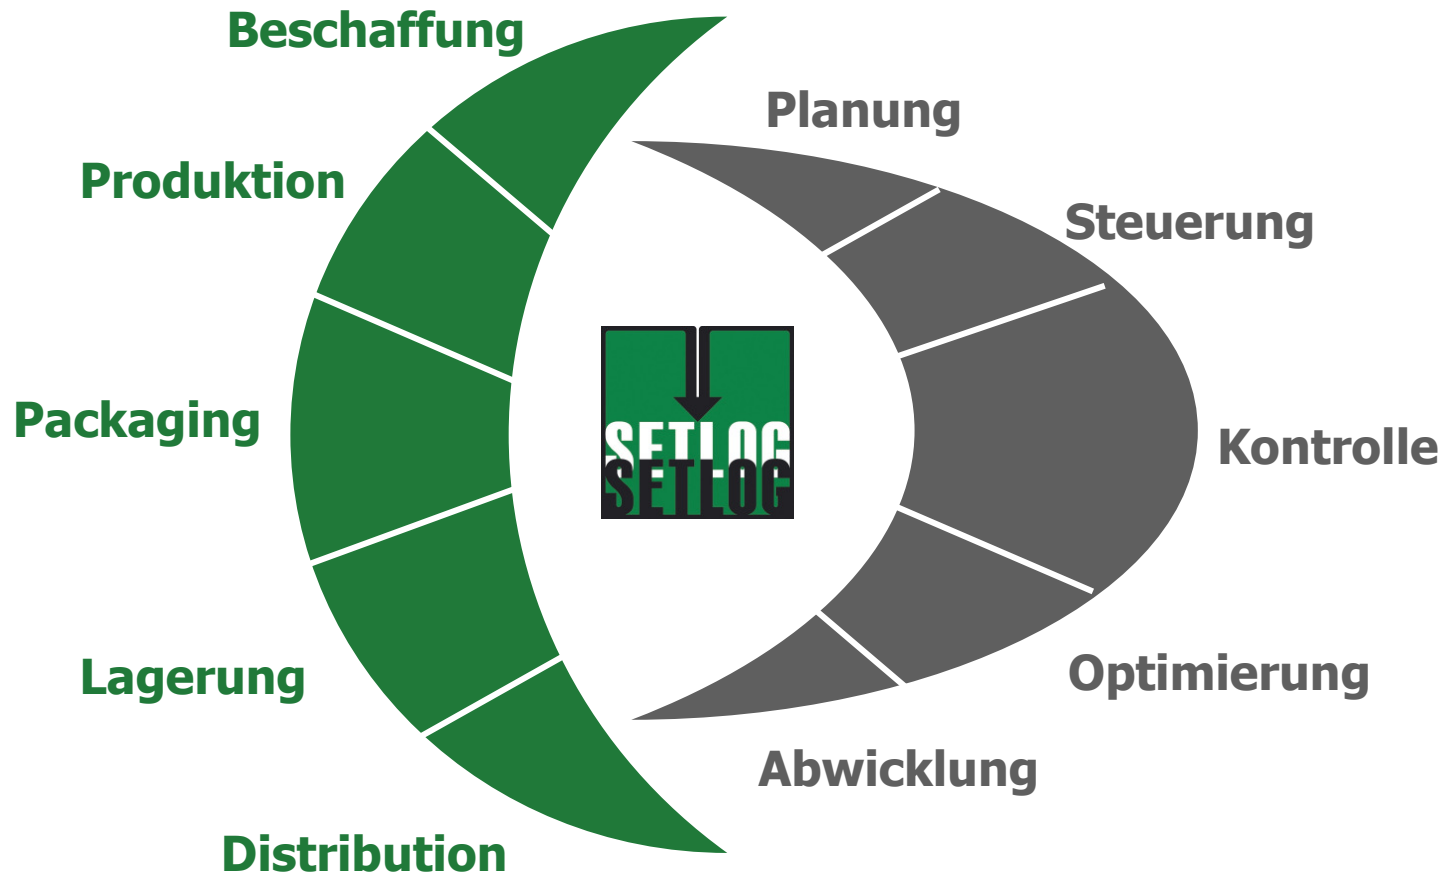 Beschaffung
Produktion
Packaging
Lagerung
Distribution
SETLOG
SETLOG
Planung
Steuerung
Kontrolle
Optimierung
Abwicklung